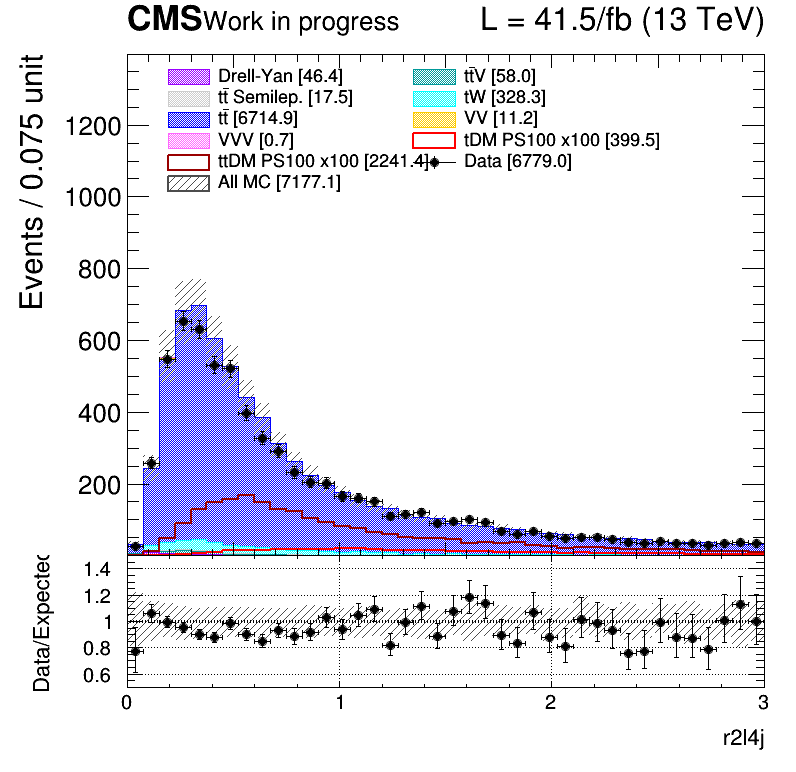 CMS Work in progress L = 41.5/fb (13 TeV)
Events / 0.075 unit
Drell-Yan [46.4] tt̄V [58.0]
tt̄ Semilep. [17.5] tW [328.3]
tt̄ [6714.9] VV [11.2]
VVV [0.7] tDM PS100 x100 [399.5]
ttDM PS100 x100 [2241.4] Data [6779.0]
All MC [7177.1]
1200
1000
800
600
400
200
Data/Expected
1.4
1.2
1
0.8
0.6
0 1 2 3
r2l4j